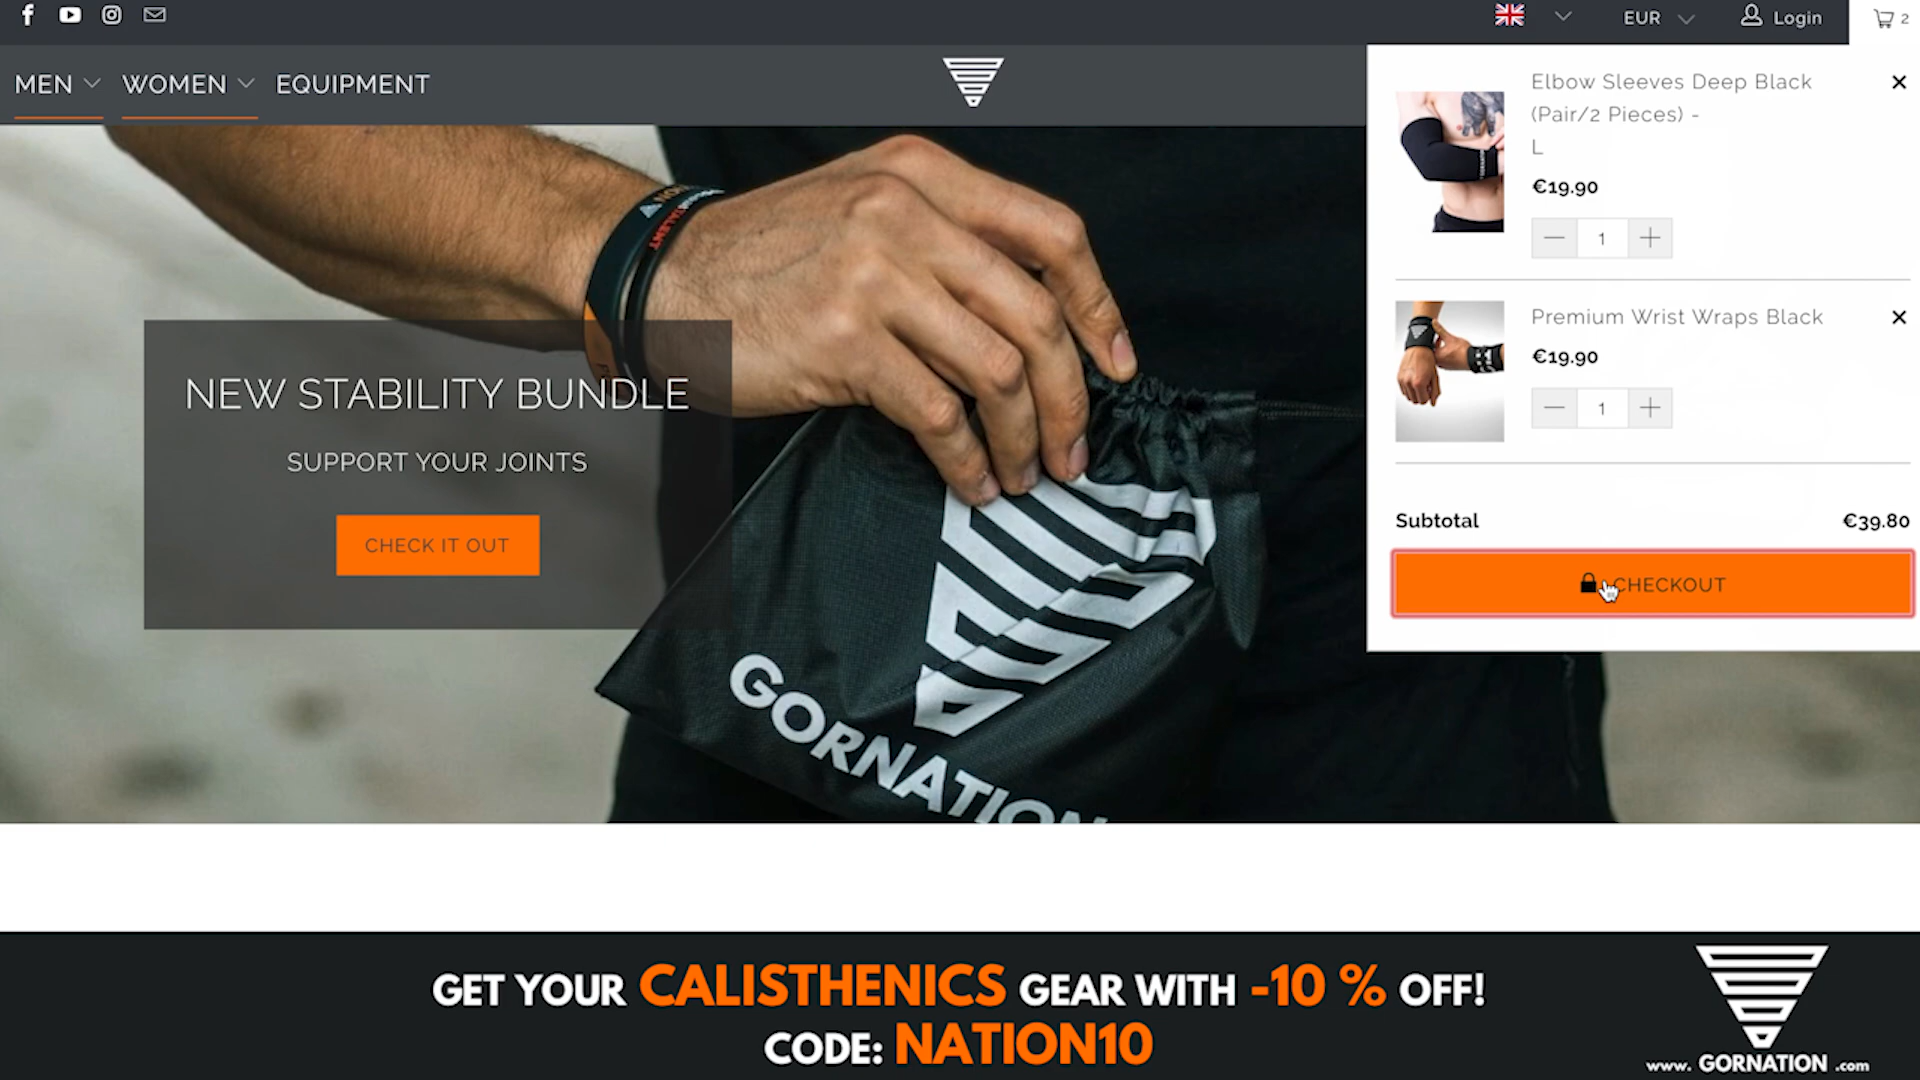 EUR
Login
2
MEN
WOMEN
EQUIPMENT
Elbow Sleeves Deep Black
(Pair/2 Pieces) -
L
€19.90
1
Premium Wrist Wraps Black
€19.90
1
Subtotal
€39.80
CHECKOUT
NEW STABILITY BUNDLE
SUPPORT YOUR JOINTS
CHECK IT OUT
GORNATION
GET YOUR CALISTHENICS GEAR WITH -10 % OFF!
CODE: NATION10
www. GORNATION .com